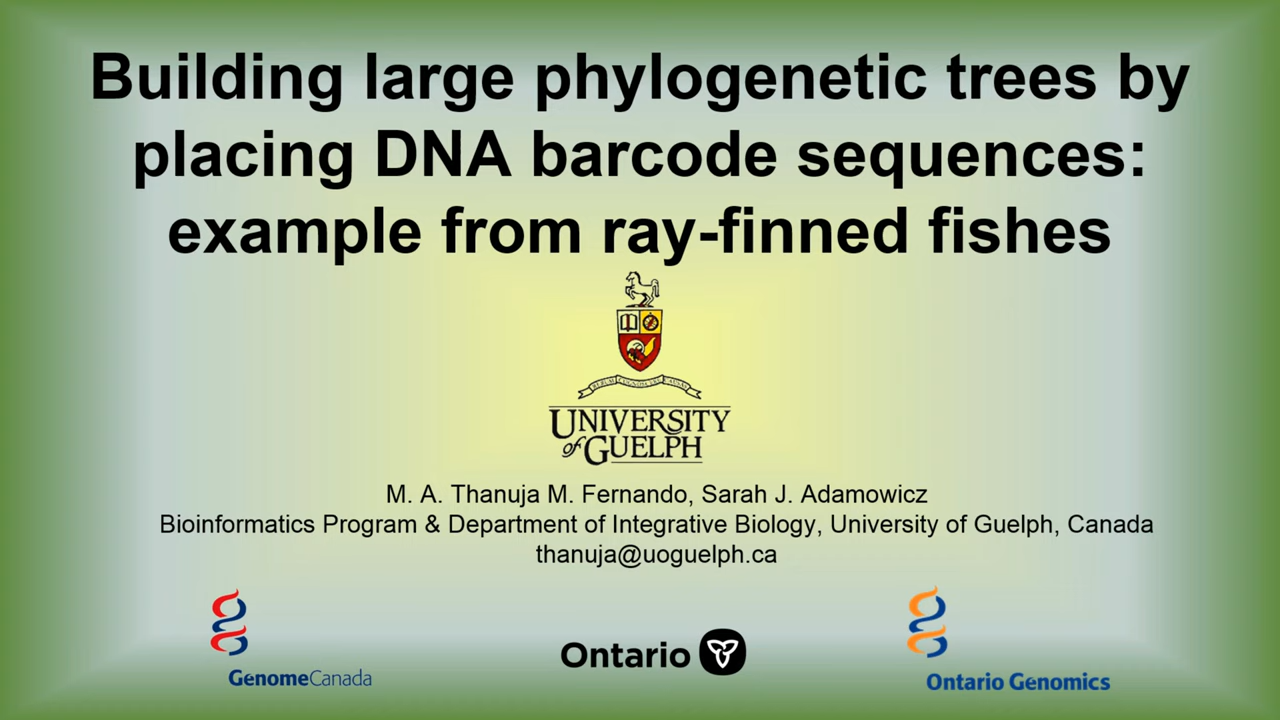 Building large phylogenetic trees by
placing DNA barcode sequences:
example from ray-finned fishes
UNIVERSITY
of GUELPH
M. A. Thanuja M. Fernando, Sarah J. Adamowicz
Bioinformatics Program & Department of Integrative Biology, University of Guelph, Canada
thanuja@uoguelph.ca
GenomeCanada
Ontario
Ontario Genomics